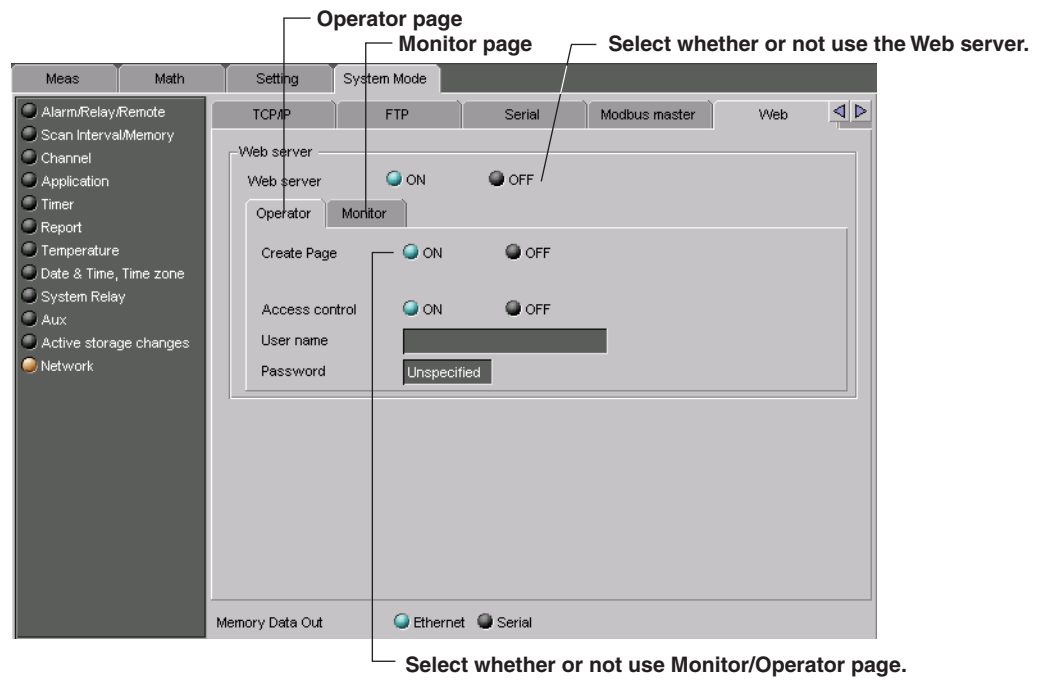 Operator page
Monitor page
Select whether or not use the Web server.
Meas Math Setting System Mode
Alarm/Relay/Remote
Scan Interval/Memory
Channel
Application
Timer
Report
Temperature
Date & Time, Time zone
System Relay
Aux
Active storage changes
Network
TCP/IP FTP Serial Modbus master Web
Web server
Web server ON OFF
Operator Monitor
Create Page ON OFF
Access control ON OFF
User name
Password Unspecified
Memory Data Out Ethernet Serial
Select whether or not use Monitor/Operator page.